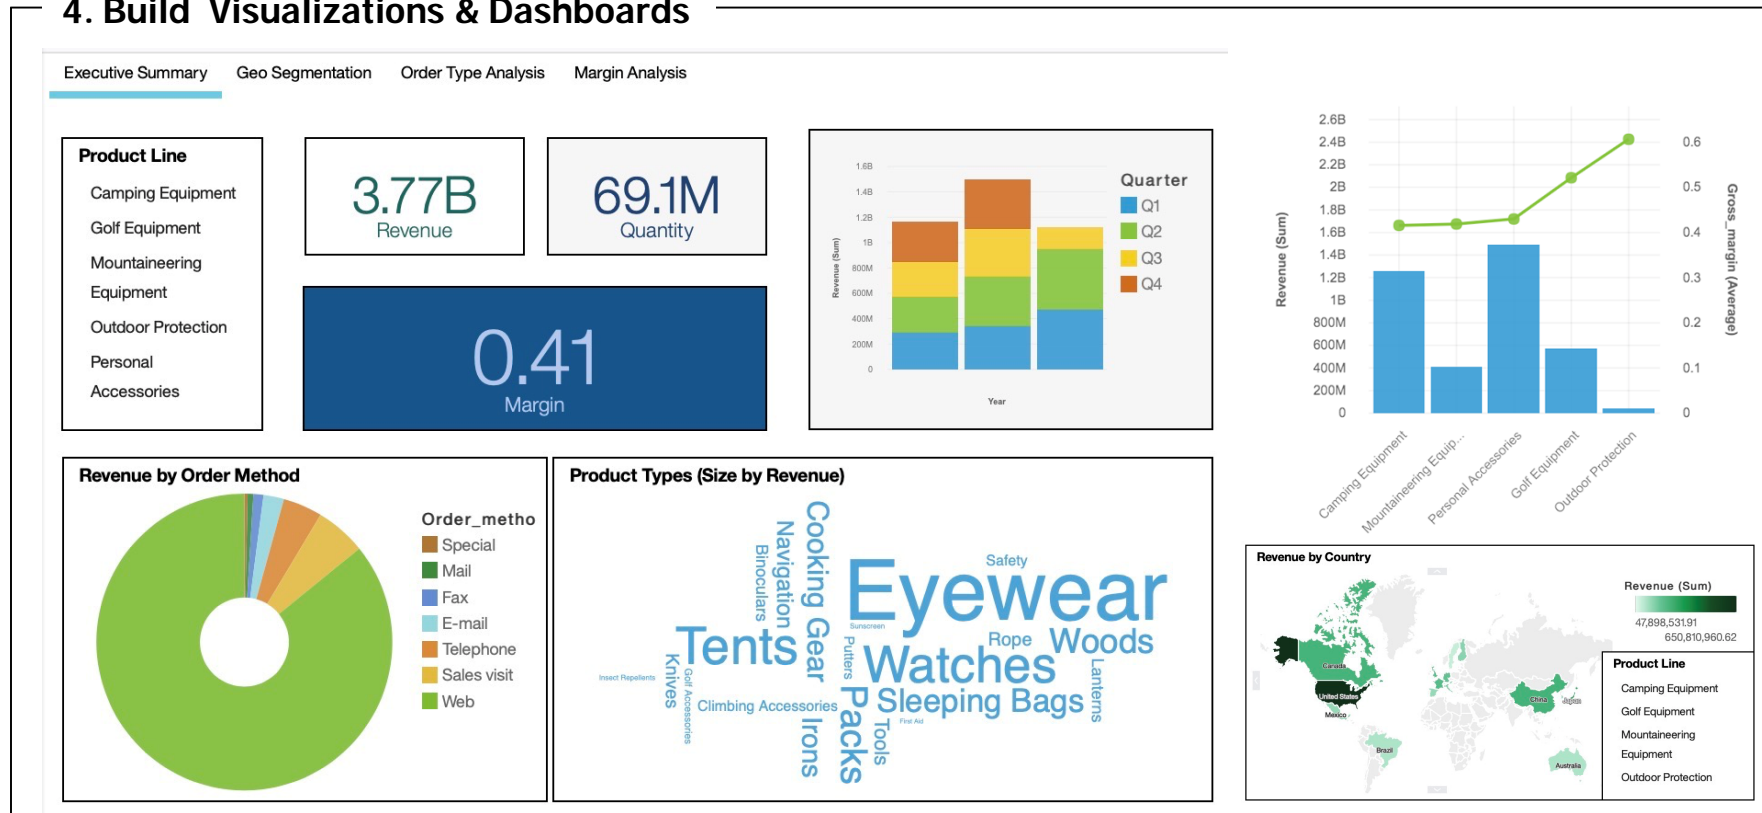 4. Build  Visualizations & Dashboards
Executive Summary
Geo Segmentation
Order Type Analysis
Margin Analysis
Product Line
Camping Equipment
Golf Equipment
Mountaineering
Equipment
Outdoor Protection
Personal
Accessories
3.77B
Revenue
69.1M
Quantity
0.41
Margin
Revenue (Sum)
1.6B
1.4B
1.2B
1B
800M
600M
400M
200M
0
Year
Quarter
Q1
Q2
Q3
Q4
Revenue (Sum)
2.6B
2.4B
2.2B
2B
1.8B
1.6B
1.4B
1.2B
1B
800M
600M
400M
200M
0
0.6
0.5
0.4
0.3
0.2
0.1
0
Gross_margin (Average)
Camping Equipment
Mountaineering Equip...
Personal Accessories
Golf Equipment
Outdoor Protection
Revenue by Order Method
Order_metho
Special
Mail
Fax
E-mail
Telephone
Sales visit
Web
Product Types (Size by Revenue)
Cooking Gear
Navigation
Binoculars
Eyewear
Safety
Sunscreen
Tents
Putters
Rope
Woods
Watches
Knives
Golf Accessories
Insect Repellents
Climbing Accessories
Irons
Packs
Sleeping Bags
Lanterns
Tools
First Aid
Revenue by Country
Revenue (Sum)
47,898,531.91
650,810,960.62
Canada
United States
Mexico
Brazil
China
Japan
Australia
Product Line
Camping Equipment
Golf Equipment
Mountaineering
Equipment
Outdoor Protection